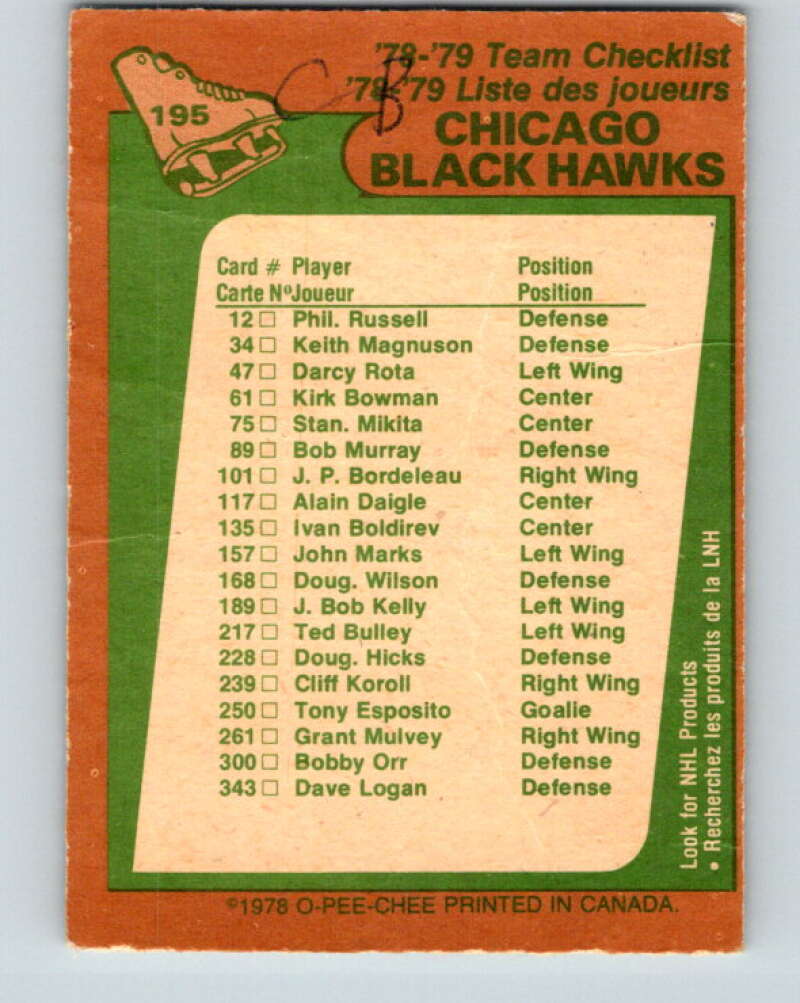 195
'78-'79 Team Checklist
'78-'79 Liste des joueurs
C B
CHICAGO
BLACK HAWKS
Card # Player Position
Carte Nº Joueur Position
12 □ Phil. Russell Defense
34 □ Keith Magnuson Defense
47 □ Darcy Rota Left Wing
61 □ Kirk Bowman Center
75 □ Stan. Mikita Center
89 □ Bob Murray Defense
101 □ J. P. Bordeleau Right Wing
117 □ Alain Daigle Center
135 □ Ivan Boldirev Center
157 □ John Marks Left Wing
168 □ Doug. Wilson Defense
189 □ J. Bob Kelly Left Wing
217 □ Ted Bulley Left Wing
228 □ Doug. Hicks Defense
239 □ Cliff Koroll Right Wing
250 □ Tony Esposito Goalie
261 □ Grant Mulvey Right Wing
300 □ Bobby Orr Defense
343 □ Dave Logan Defense
Look for NHL Products
• Recherchez les produits de la LNH
©1978 O-PEE-CHEE PRINTED IN CANADA.